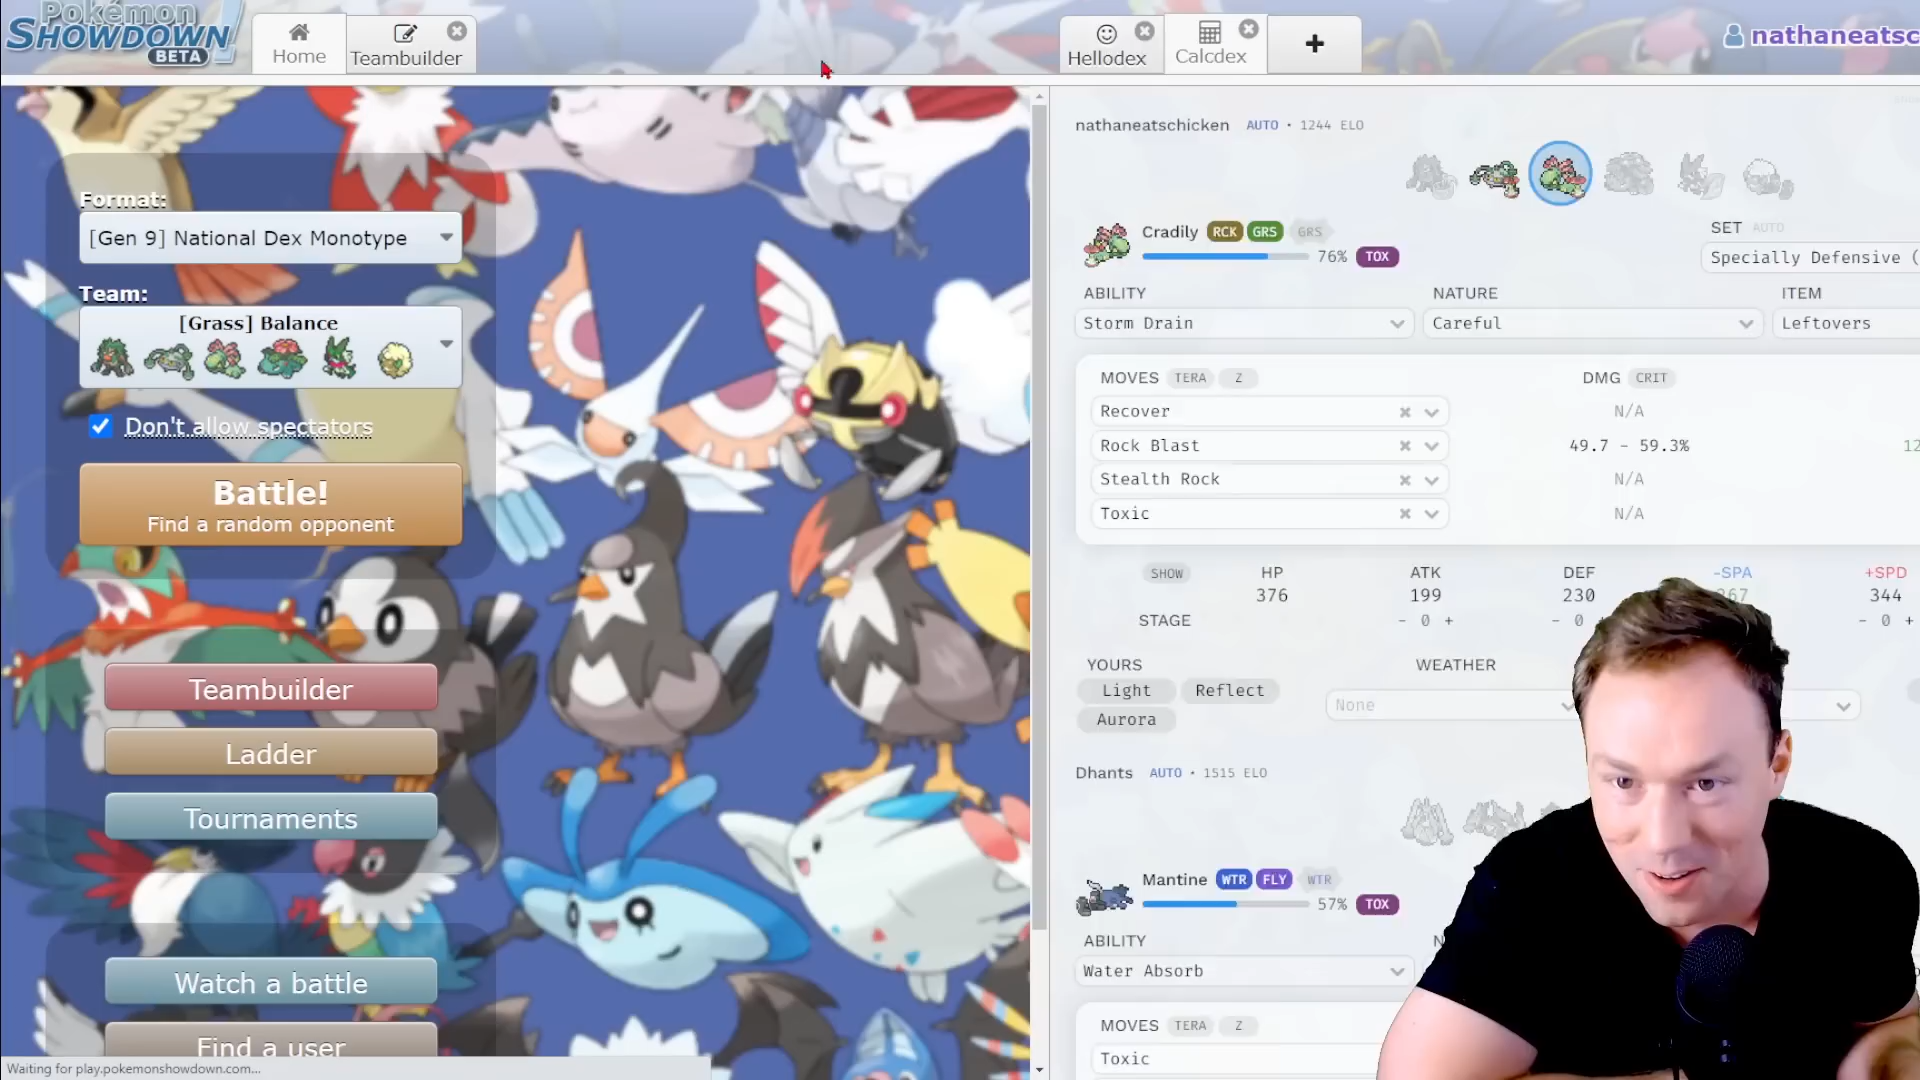 Pokémon
SHOWDOWN!
BETA
Home
Teambuilder
Hellodex
Calcdex
+
nathaneatsc
Format:
[Gen 9] National Dex Monotype
Team:
[Grass] Balance
Don't allow spectators
Battle!
Find a random opponent
Teambuilder
Ladder
Tournaments
Watch a battle
Find a user
Waiting for play.pokemonshowdown.com...
nathaneatschicken AUTO • 1244 ELO
Cradily RCK GRS GRS
76% TOX
SET AUTO
Specially Defensive (
ABILITY NATURE ITEM
Storm Drain Careful Leftovers
MOVES TERA Z DMG CRIT
Recover N/A
Rock Blast 49.7 - 59.3% 12
Stealth Rock N/A
Toxic N/A
SHOW HP ATK DEF -SPA +SPD
376 199 230 267 344
STAGE - 0 + - 0 + - 0 +
YOURS WEATHER
Light Reflect None
Aurora
Dhants AUTO • 1515 ELO
Mantine WTR FLY WTR
57% TOX
ABILITY N
Water Absorb
MOVES TERA Z
Toxic